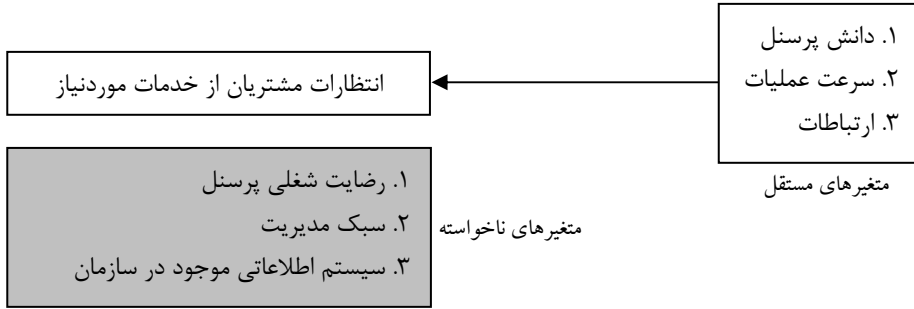 ۱. دانش پرسنل
۲. سرعت عملیات
۳. ارتباطات
متغیرهای مستقل
انتظارات مشتریان از خدمات موردنیاز
۱. رضایت شغلی پرسنل
۲. سبک مدیریت
۳. سیستم اطلاعاتی موجود در سازمان
متغیرهای ناخواسته